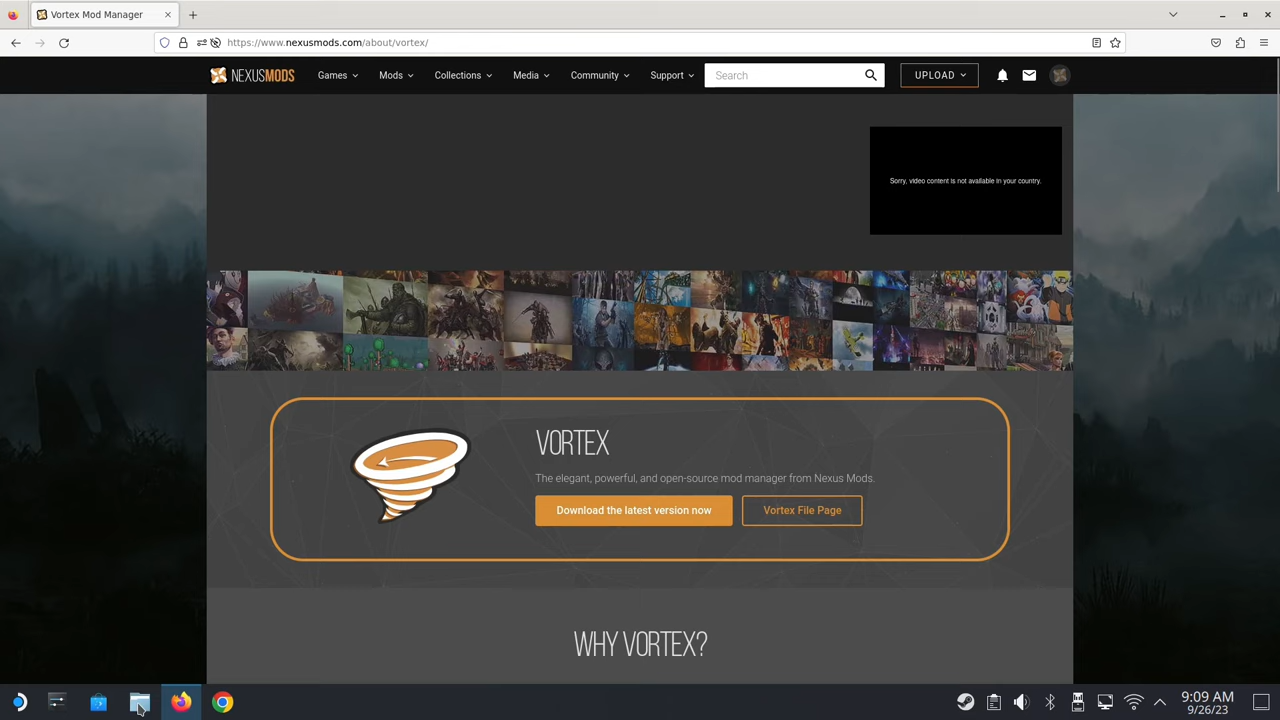 Vortex Mod Manager
https://www.nexusmods.com/about/vortex/
NEXUSMODS Games Mods Collections Media Community Support Search UPLOAD
Sorry, video content is not available in your country.
VORTEX
The elegant, powerful, and open-source mod manager from Nexus Mods.
Download the latest version now Vortex File Page
WHY VORTEX?
9:09 AM
9/26/23